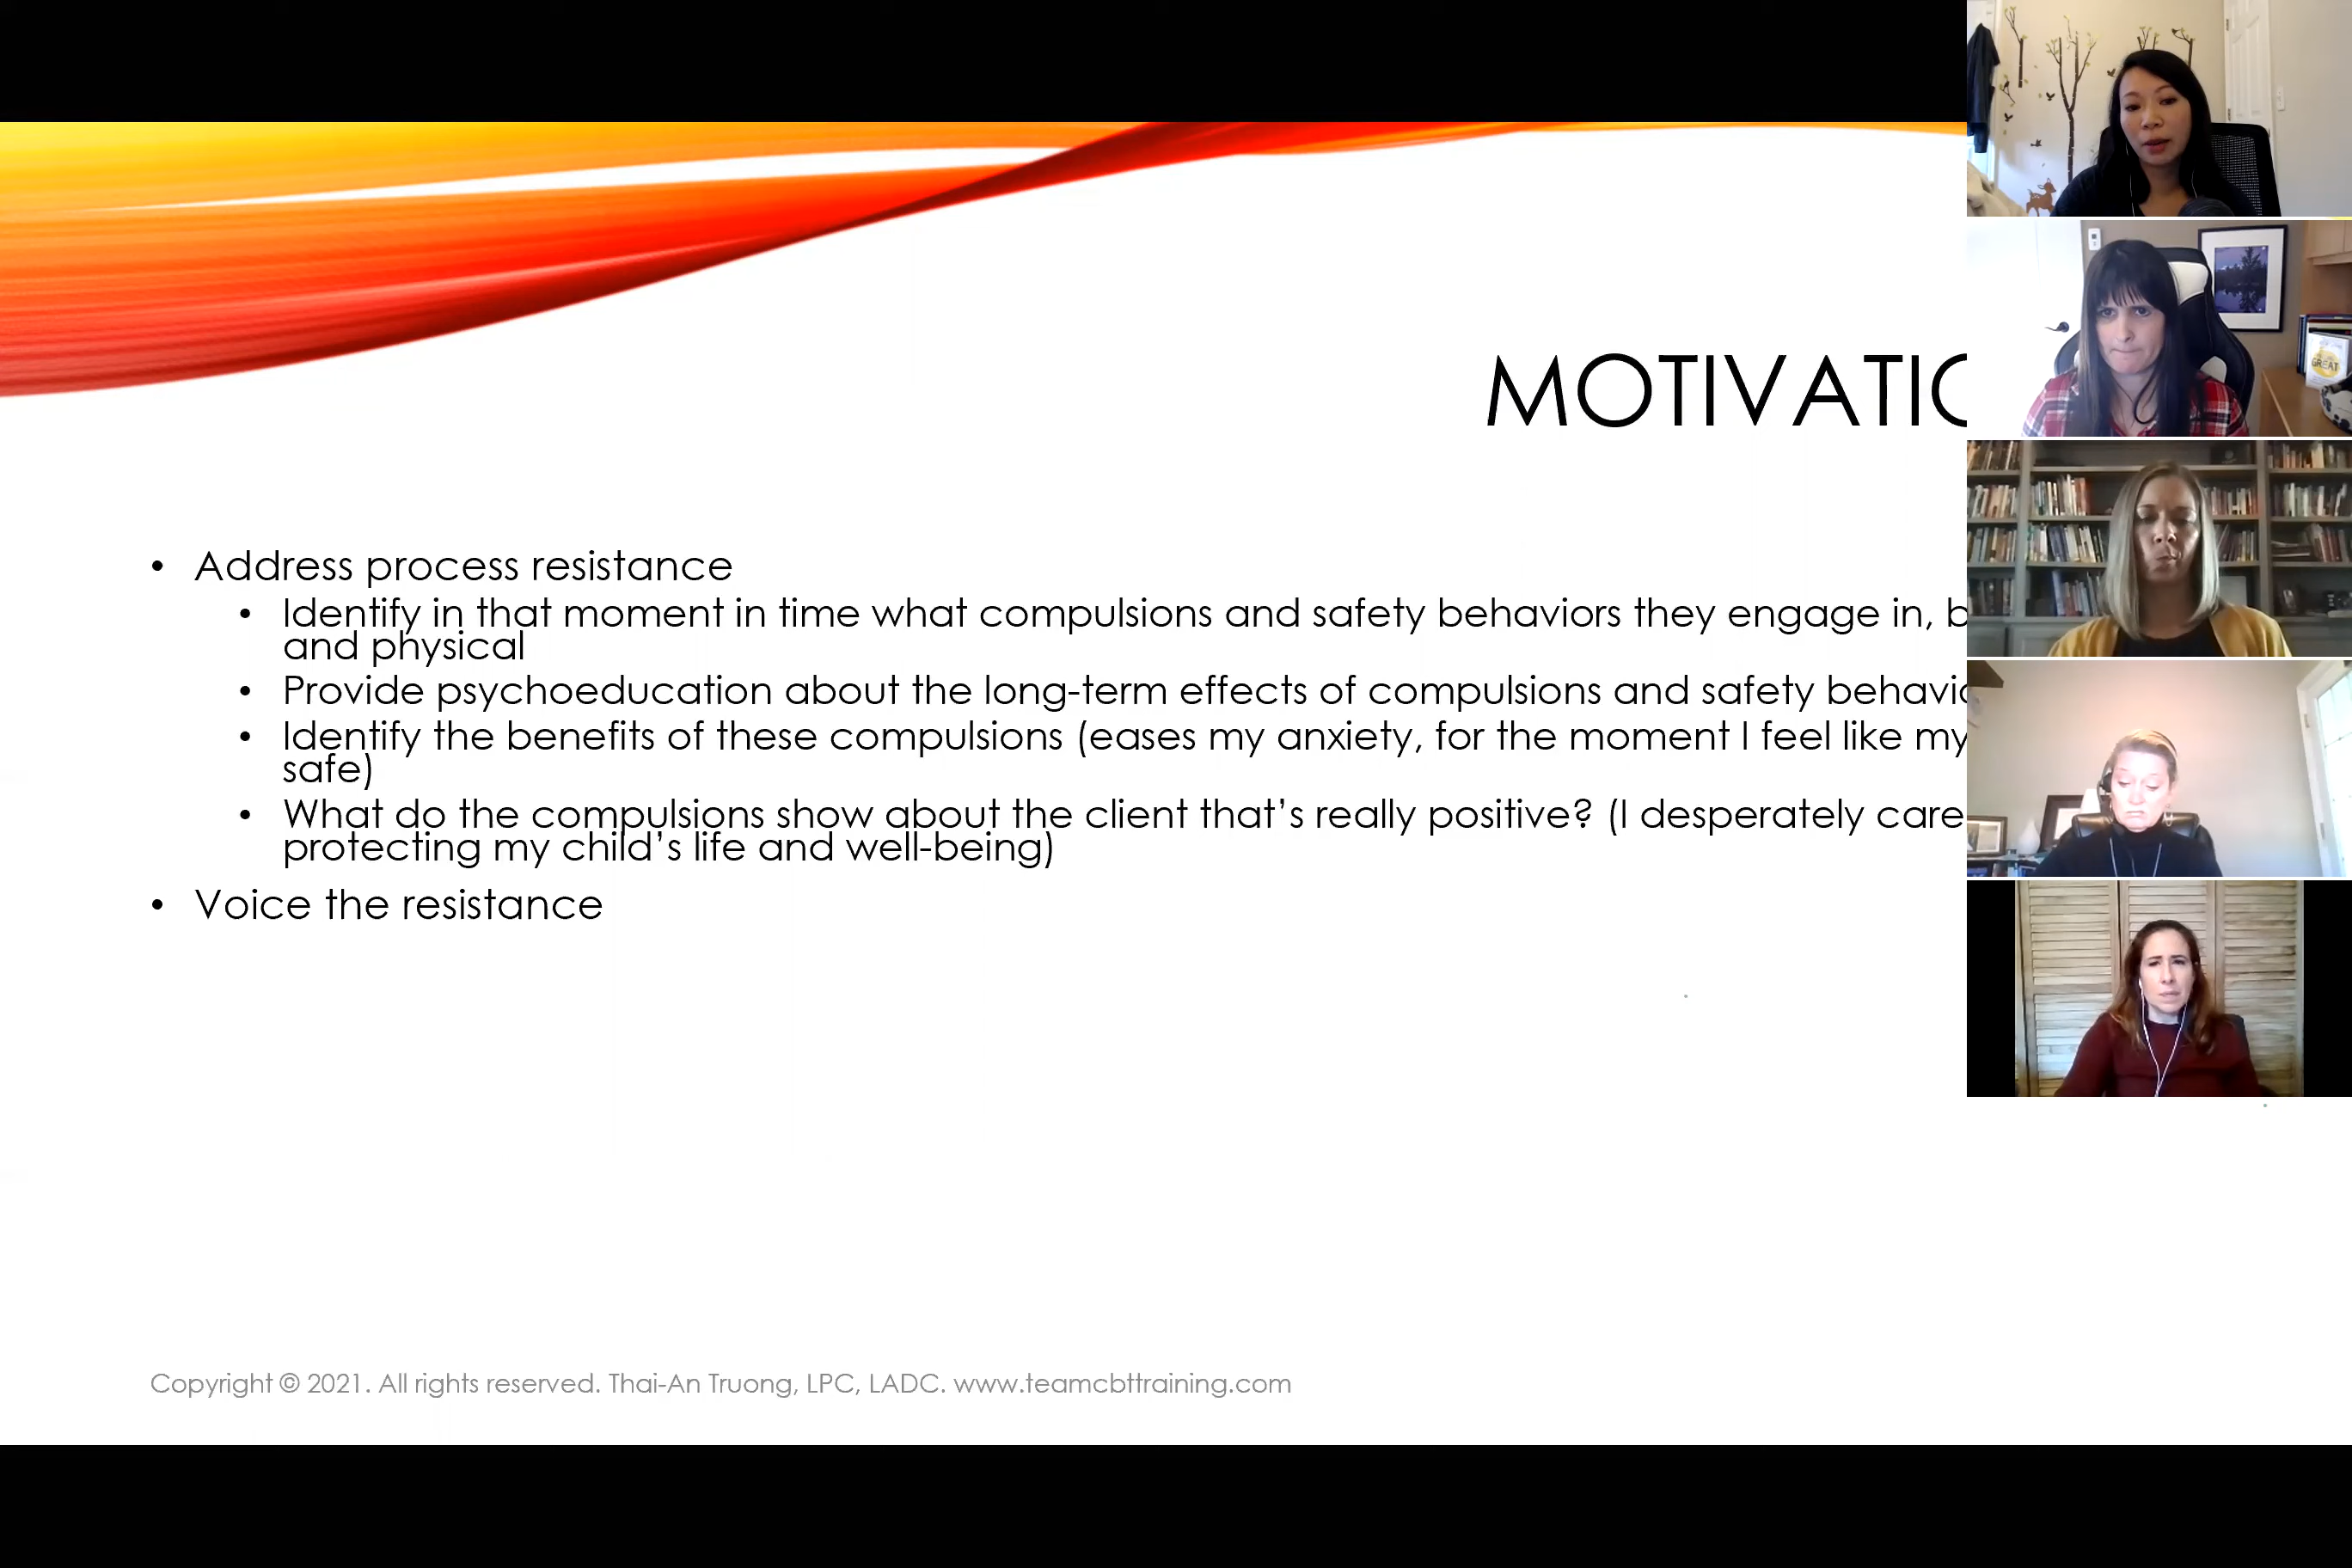 MOTIVATIO
• Address process resistance
• Identify in that moment in time what compulsions and safety behaviors they engage in, b
and physical
• Provide psychoeducation about the long-term effects of compulsions and safety behavio
• Identify the benefits of these compulsions (eases my anxiety, for the moment I feel like my
safe)
• What do the compulsions show about the client that’s really positive? (I desperately care
protecting my child’s life and well-being)
• Voice the resistance
Copyright © 2021. All rights reserved. Thai-An Truong, LPC, LADC. www.teamcbttraining.com
GREAT